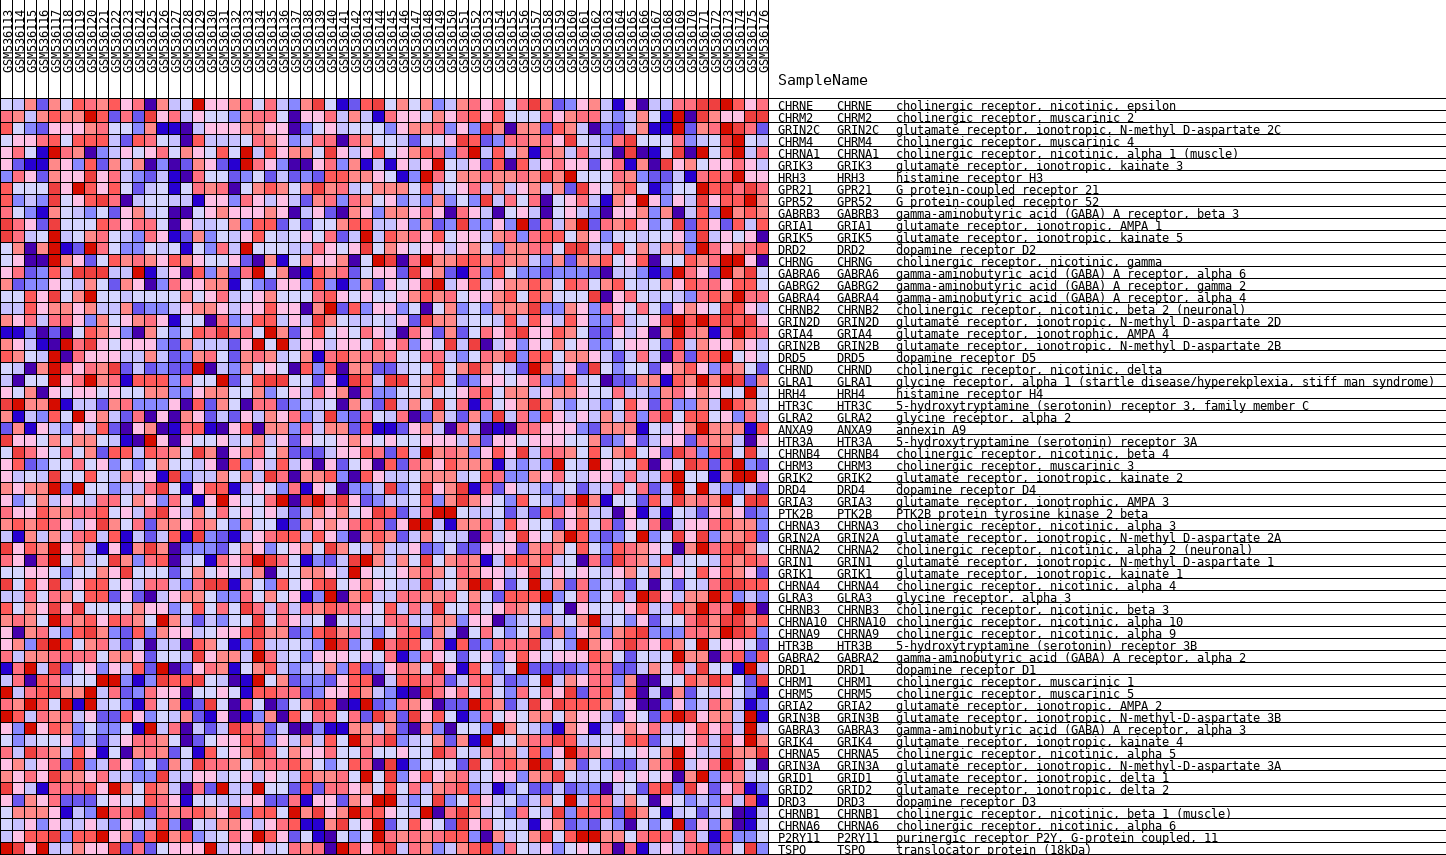 GSM536113 GSM536114 GSM536115 GSM536116 GSM536117 GSM536118 GSM536119 GSM536120 GSM536121 GSM536122 GSM536123 GSM536124 GSM536125 GSM536126 GSM536127 GSM536128 GSM536129 GSM536130 GSM536131 GSM536132 GSM536133 GSM536134 GSM536135 GSM536136 GSM536137 GSM536138 GSM536139 GSM536140 GSM536141 GSM536142 GSM536143 GSM536144 GSM536145 GSM536146 GSM536147 GSM536148 GSM536149 GSM536150 GSM536151 GSM536152 GSM536153 GSM536154 GSM536155 GSM536156 GSM536157 GSM536158 GSM536159 GSM536160 GSM536161 GSM536162 GSM536163 GSM536164 GSM536165 GSM536166 GSM536167 GSM536168 GSM536169 GSM536170 GSM536171 GSM536172 GSM536173 GSM536174 GSM536175 GSM536176
SampleName
CHRNE CHRNE cholinergic receptor, nicotinic, epsilon
CHRM2 CHRM2 cholinergic receptor, muscarinic 2
GRIN2C GRIN2C glutamate receptor, ionotropic, N-methyl D-aspartate 2C
CHRM4 CHRM4 cholinergic receptor, muscarinic 4
CHRNA1 CHRNA1 cholinergic receptor, nicotinic, alpha 1 (muscle)
GRIK3 GRIK3 glutamate receptor, ionotropic, kainate 3
HRH3 HRH3 histamine receptor H3
GPR21 GPR21 G protein-coupled receptor 21
GPR52 GPR52 G protein-coupled receptor 52
GABRB3 GABRB3 gamma-aminobutyric acid (GABA) A receptor, beta 3
GRIA1 GRIA1 glutamate receptor, ionotropic, AMPA 1
GRIK5 GRIK5 glutamate receptor, ionotropic, kainate 5
DRD2 DRD2 dopamine receptor D2
CHRNG CHRNG cholinergic receptor, nicotinic, gamma
GABRA6 GABRA6 gamma-aminobutyric acid (GABA) A receptor, alpha 6
GABRG2 GABRG2 gamma-aminobutyric acid (GABA) A receptor, gamma 2
GABRA4 GABRA4 gamma-aminobutyric acid (GABA) A receptor, alpha 4
CHRNB2 CHRNB2 cholinergic receptor, nicotinic, beta 2 (neuronal)
GRIN2D GRIN2D glutamate receptor, ionotropic, N-methyl D-aspartate 2D
GRIA4 GRIA4 glutamate receptor, ionotrophic, AMPA 4
GRIN2B GRIN2B glutamate receptor, ionotropic, N-methyl D-aspartate 2B
DRD5 DRD5 dopamine receptor D5
CHRND CHRND cholinergic receptor, nicotinic, delta
GLRA1 GLRA1 glycine receptor, alpha 1 (startle disease/hyperekplexia, stiff man syndrome)
HRH4 HRH4 histamine receptor H4
HTR3C HTR3C 5-hydroxytryptamine (serotonin) receptor 3, family member C
GLRA2 GLRA2 glycine receptor, alpha 2
ANXA9 ANXA9 annexin A9
HTR3A HTR3A 5-hydroxytryptamine (serotonin) receptor 3A
CHRNB4 CHRNB4 cholinergic receptor, nicotinic, beta 4
CHRM3 CHRM3 cholinergic receptor, muscarinic 3
GRIK2 GRIK2 glutamate receptor, ionotropic, kainate 2
DRD4 DRD4 dopamine receptor D4
GRIA3 GRIA3 glutamate receptor, ionotrophic, AMPA 3
PTK2B PTK2B PTK2B protein tyrosine kinase 2 beta
CHRNA3 CHRNA3 cholinergic receptor, nicotinic, alpha 3
GRIN2A GRIN2A glutamate receptor, ionotropic, N-methyl D-aspartate 2A
CHRNA2 CHRNA2 cholinergic receptor, nicotinic, alpha 2 (neuronal)
GRIN1 GRIN1 glutamate receptor, ionotropic, N-methyl D-aspartate 1
GRIK1 GRIK1 glutamate receptor, ionotropic, kainate 1
CHRNA4 CHRNA4 cholinergic receptor, nicotinic, alpha 4
GLRA3 GLRA3 glycine receptor, alpha 3
CHRNB3 CHRNB3 cholinergic receptor, nicotinic, beta 3
CHRNA10 CHRNA10 cholinergic receptor, nicotinic, alpha 10
CHRNA9 CHRNA9 cholinergic receptor, nicotinic, alpha 9
HTR3B HTR3B 5-hydroxytryptamine (serotonin) receptor 3B
GABRA2 GABRA2 gamma-aminobutyric acid (GABA) A receptor, alpha 2
DRD1 DRD1 dopamine receptor D1
CHRM1 CHRM1 cholinergic receptor, muscarinic 1
CHRM5 CHRM5 cholinergic receptor, muscarinic 5
GRIA2 GRIA2 glutamate receptor, ionotropic, AMPA 2
GRIN3B GRIN3B glutamate receptor, ionotropic, N-methyl-D-aspartate 3B
GABRA3 GABRA3 gamma-aminobutyric acid (GABA) A receptor, alpha 3
GRIK4 GRIK4 glutamate receptor, ionotropic, kainate 4
CHRNA5 CHRNA5 cholinergic receptor, nicotinic, alpha 5
GRIN3A GRIN3A glutamate receptor, ionotropic, N-methyl-D-aspartate 3A
GRID1 GRID1 glutamate receptor, ionotropic, delta 1
GRID2 GRID2 glutamate receptor, ionotropic, delta 2
DRD3 DRD3 dopamine receptor D3
CHRNB1 CHRNB1 cholinergic receptor, nicotinic, beta 1 (muscle)
CHRNA6 CHRNA6 cholinergic receptor, nicotinic, alpha 6
P2RY11 P2RY11 purinergic receptor P2Y, G-protein coupled, 11
TSPO TSPO translocator protein (18kDa)